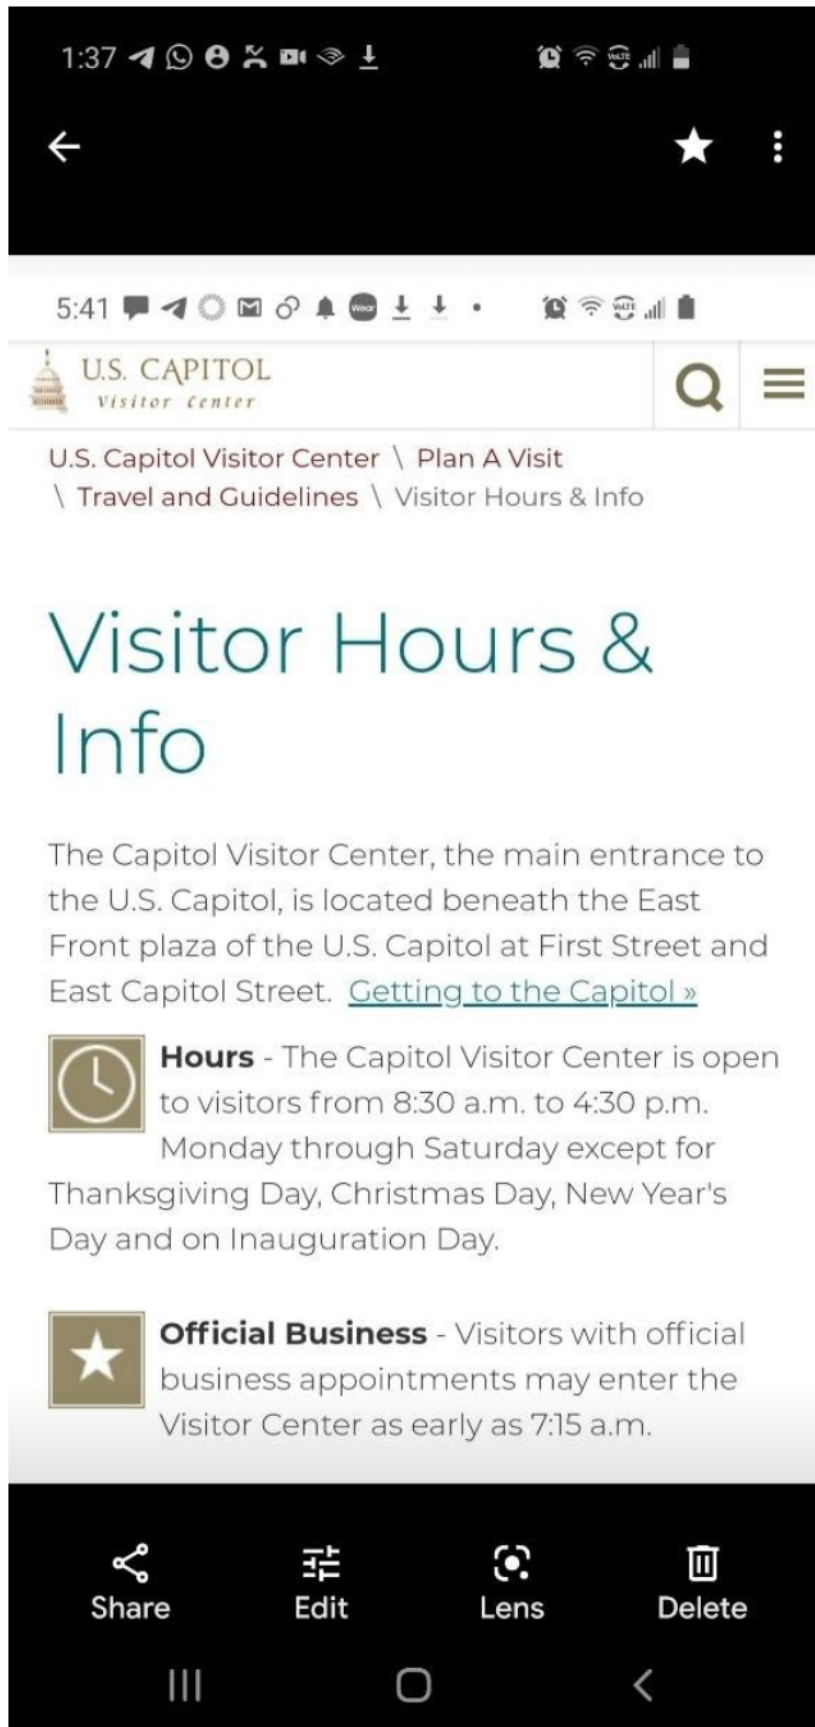 1:37
5:41
wear
VoLTE
U.S. CAPITOL
Visitor Center
U.S. Capitol Visitor Center \ Plan A Visit
\ Travel and Guidelines \ Visitor Hours & Info
Visitor Hours &
Info
The Capitol Visitor Center, the main entrance to
the U.S. Capitol, is located beneath the East
Front plaza of the U.S. Capitol at First Street and
East Capitol Street. Getting to the Capitol »
Hours - The Capitol Visitor Center is open
to visitors from 8:30 a.m. to 4:30 p.m.
Monday through Saturday except for
Thanksgiving Day, Christmas Day, New Year's
Day and on Inauguration Day.
Official Business - Visitors with official
business appointments may enter the
Visitor Center as early as 7:15 a.m.
Share Edit Lens Delete